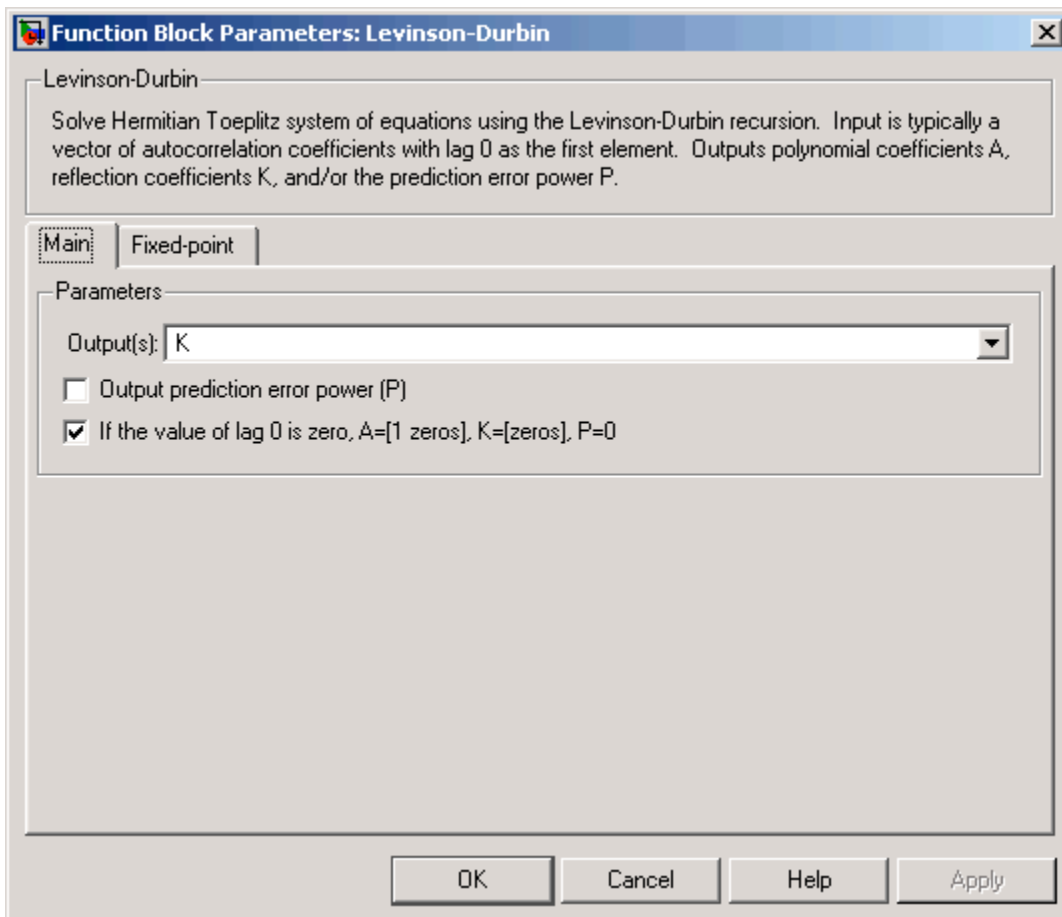 Function Block Parameters: Levinson-Durbin
Levinson-Durbin
Solve Hermitian Toeplitz system of equations using the Levinson-Durbin recursion. Input is typically a
vector of autocorrelation coefficients with lag 0 as the first element. Outputs polynomial coefficients A,
reflection coefficients K, and/or the prediction error power P.
Main Fixed-point
Parameters
Output(s): K
Output prediction error power (P)
If the value of lag 0 is zero, A=[1 zeros], K=[zeros], P=0
OK Cancel Help Apply